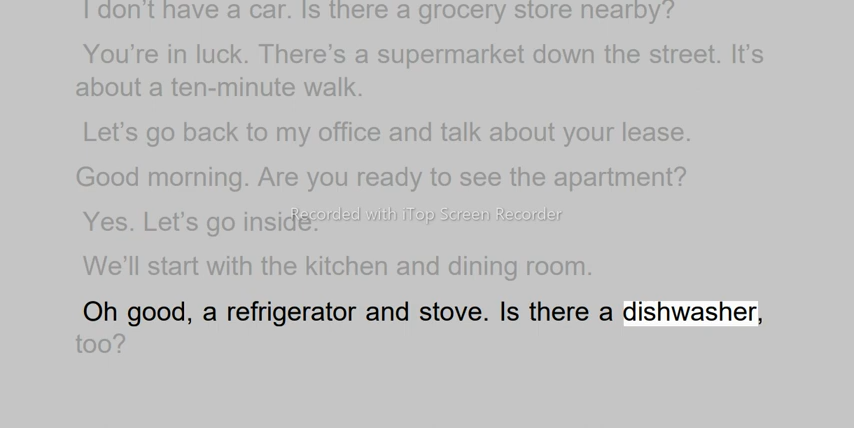 I don't have a car. Is there a grocery store nearby?
You're in luck. There's a supermarket down the street. It's
about a ten-minute walk.
Let's go back to my office and talk about your lease.
Good morning. Are you ready to see the apartment?
Recorded with iTop Screen Recorder
Yes. Let's go inside.
We'll start with the kitchen and dining room.
Oh good, a refrigerator and stove. Is there a dishwasher,
too?